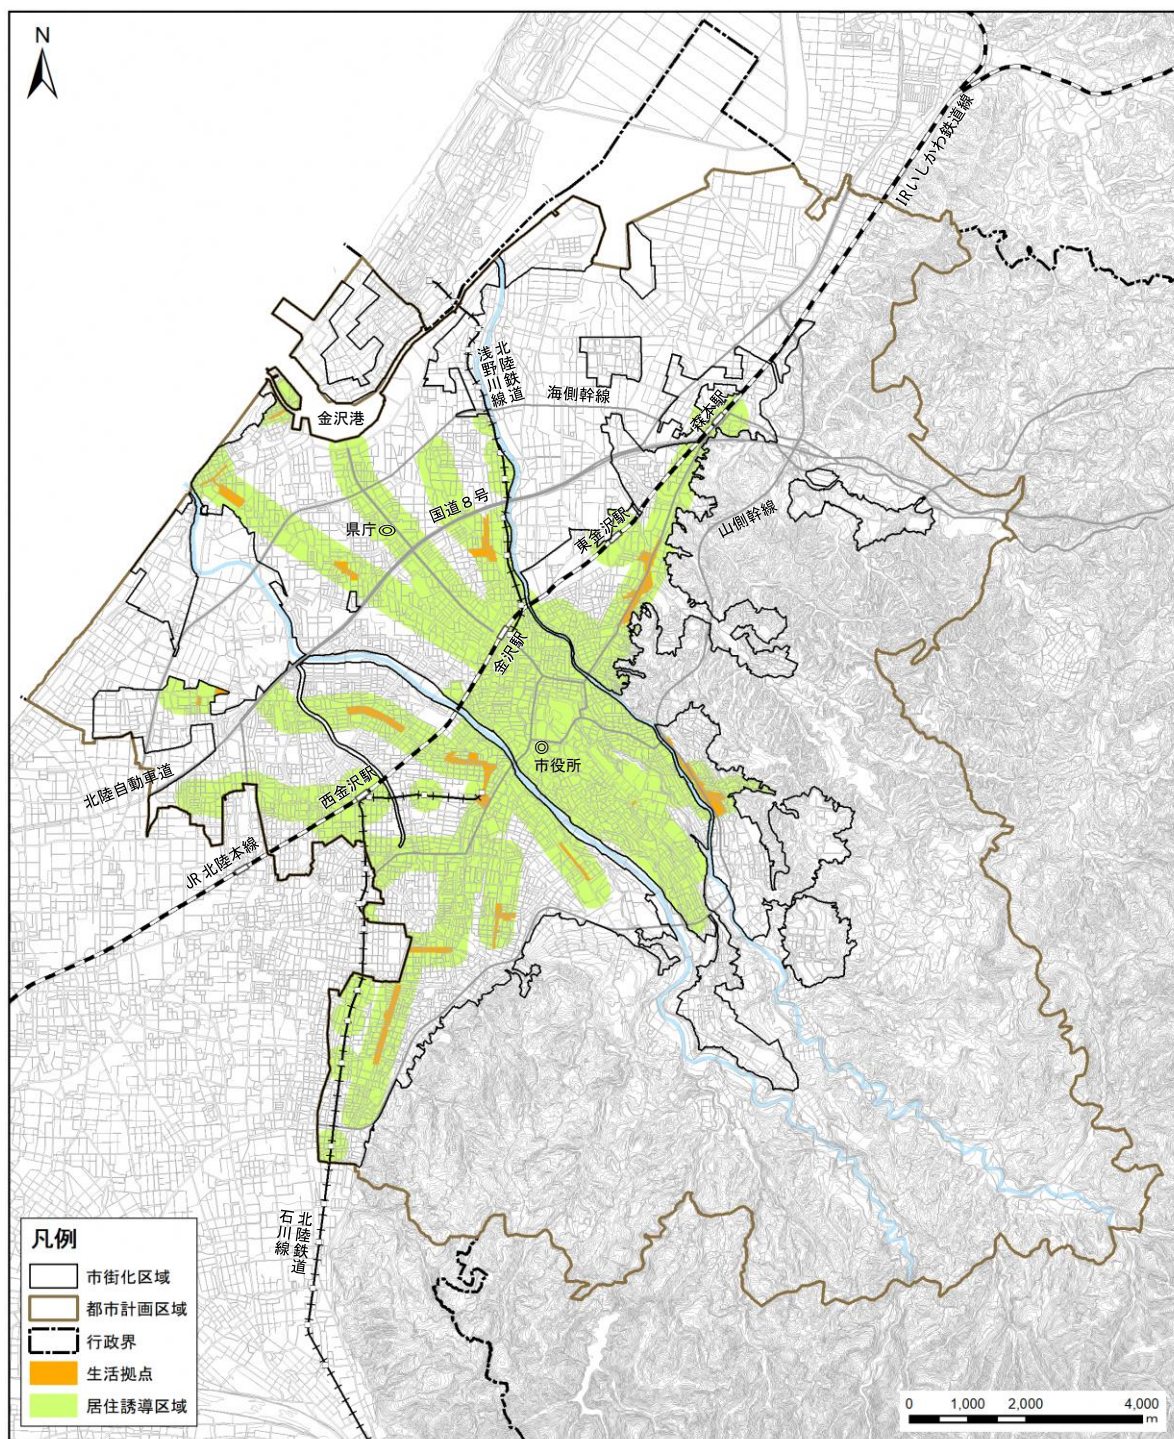 N
IRいしかわ鉄道線
北陸鉄道
浅野川線
海側幹線
金沢港
森本駅
国道8号
県庁
東金沢駅
山側幹線
金沢駅
市役所
北陸自動車道
西金沢駅
JR北陸本線
北陸鉄道
石川線
凡例
市街化区域
都市計画区域
行政界
生活拠点
居住誘導区域
0 1,000 2,000 4,000
m